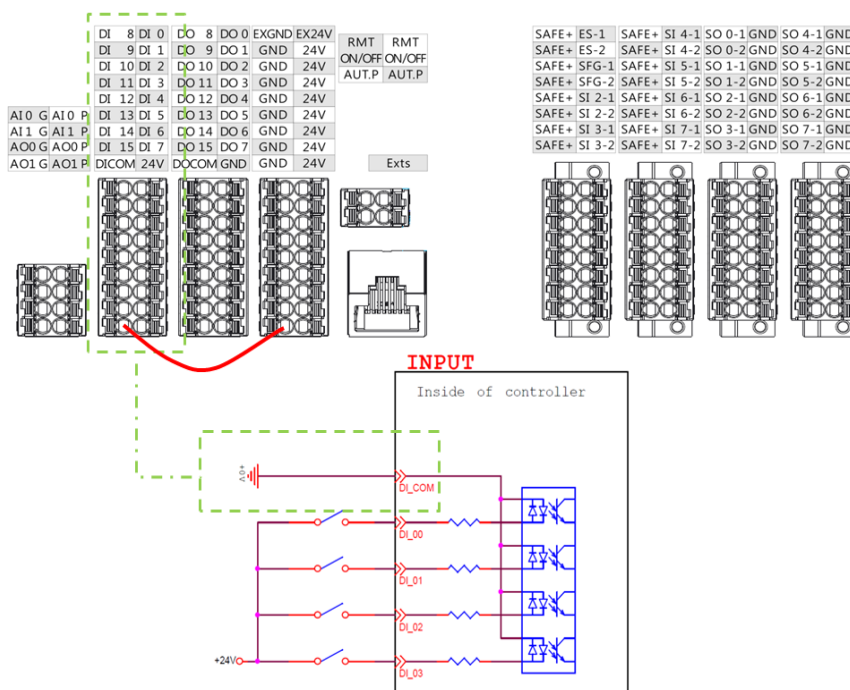 DI 8 DI 0 DO 8 DO 0 EXGND EX24V
DI 9 DI 1 DO 9 DO 1 GND 24V
DI 10 DI 2 DO 10 DO 2 GND 24V
DI 11 DI 3 DO 11 DO 3 GND 24V
DI 12 DI 4 DO 12 DO 4 GND 24V
AI0 G AI0 P DI 13 DI 5 DO 13 DO 5 GND 24V
AI1 G AI1 P DI 14 DI 6 DO 14 DO 6 GND 24V
AO0 G AO0 P DI 15 DI 7 DO 15 DO 7 GND 24V
AO1 G AO1 P DICOM 24V DOCOM GND GND 24V
RMT RMT
ON/OFF ON/OFF
AUT.P AUT.P
Exts
SAFE+ ES-1 SAFE+ SI 4-1 SO 0-1 GND SO 4-1 GND
SAFE+ ES-2 SAFE+ SI 4-2 SO 0-2 GND SO 4-2 GND
SAFE+ SFG-1 SAFE+ SI 5-1 SO 1-1 GND SO 5-1 GND
SAFE+ SFG-2 SAFE+ SI 5-2 SO 1-2 GND SO 5-2 GND
SAFE+ SI 2-1 SAFE+ SI 6-1 SO 2-1 GND SO 6-1 GND
SAFE+ SI 2-2 SAFE+ SI 6-2 SO 2-2 GND SO 6-2 GND
SAFE+ SI 3-1 SAFE+ SI 7-1 SO 3-1 GND SO 7-1 GND
SAFE+ SI 3-2 SAFE+ SI 7-2 SO 3-2 GND SO 7-2 GND
INPUT
Inside of controller
+0V
DI_COM
DI_00
DI_01
DI_02
+24V
DI_03